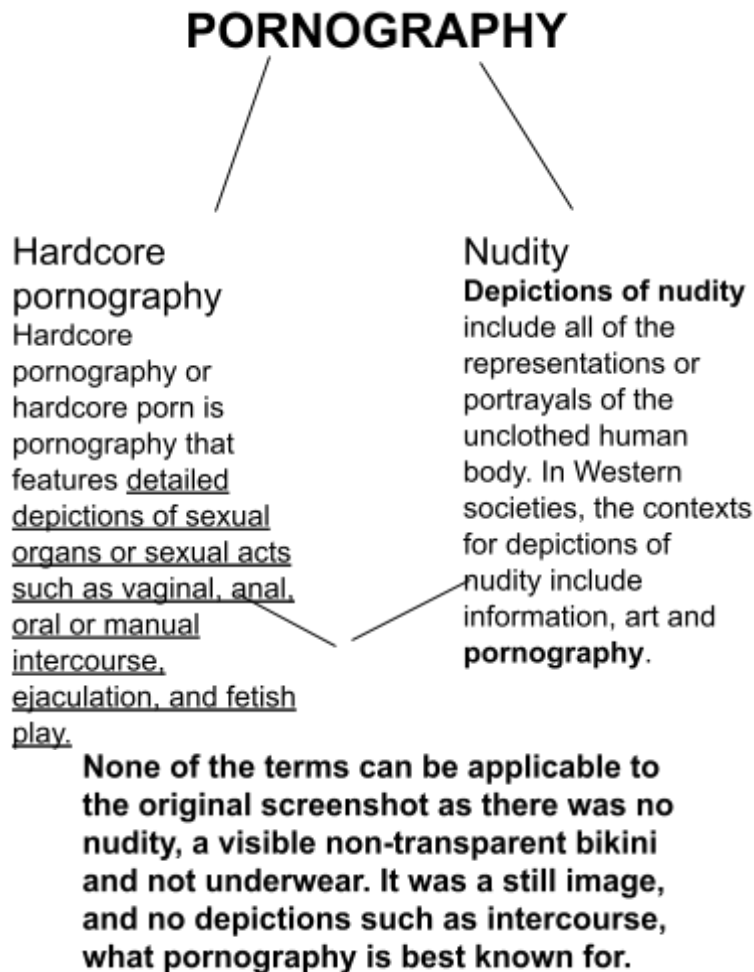 PORNOGRAPHY
Hardcore
pornography
Hardcore
pornography or
hardcore porn is
pornography that
features detailed
depictions of sexual
organs or sexual acts
such as vaginal, anal,
oral or manual
intercourse,
ejaculation, and fetish
play.
Nudity
Depictions of nudity
include all of the
representations or
portrayals of the
unclothed human
body. In Western
societies, the contexts
for depictions of
nudity include
information, art and
pornography.
None of the terms can be applicable to
the original screenshot as there was no
nudity, a visible non-transparent bikini
and not underwear. It was a still image,
and no depictions such as intercourse,
what pornography is best known for.